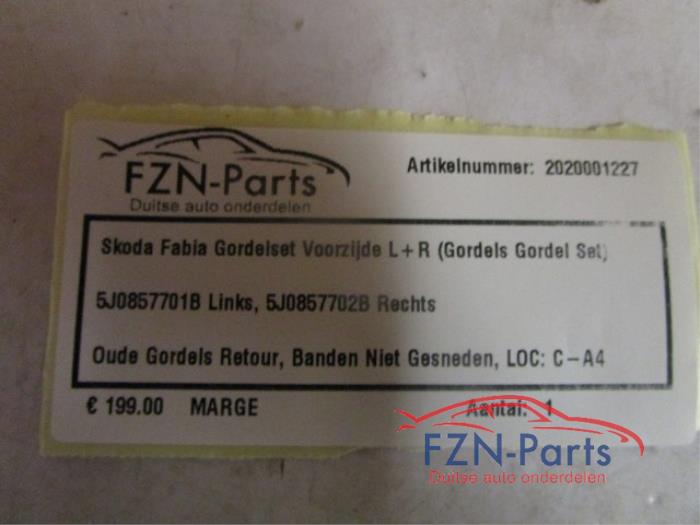 FZN-Parts
Duitse auto onderdelen
Artikelnummer: 2020001227
Skoda Fabia Gordelset Voorzijde L+R (Gordels Gordel Set)
5J0857701B Links, 5J0857702B Rechts
Oude Gordels Retour, Banden Niet Gesneden, LOC: C-A4
€ 199.00 MARGE Aantal: 1
FZN-Parts
Duitse auto onderdelen